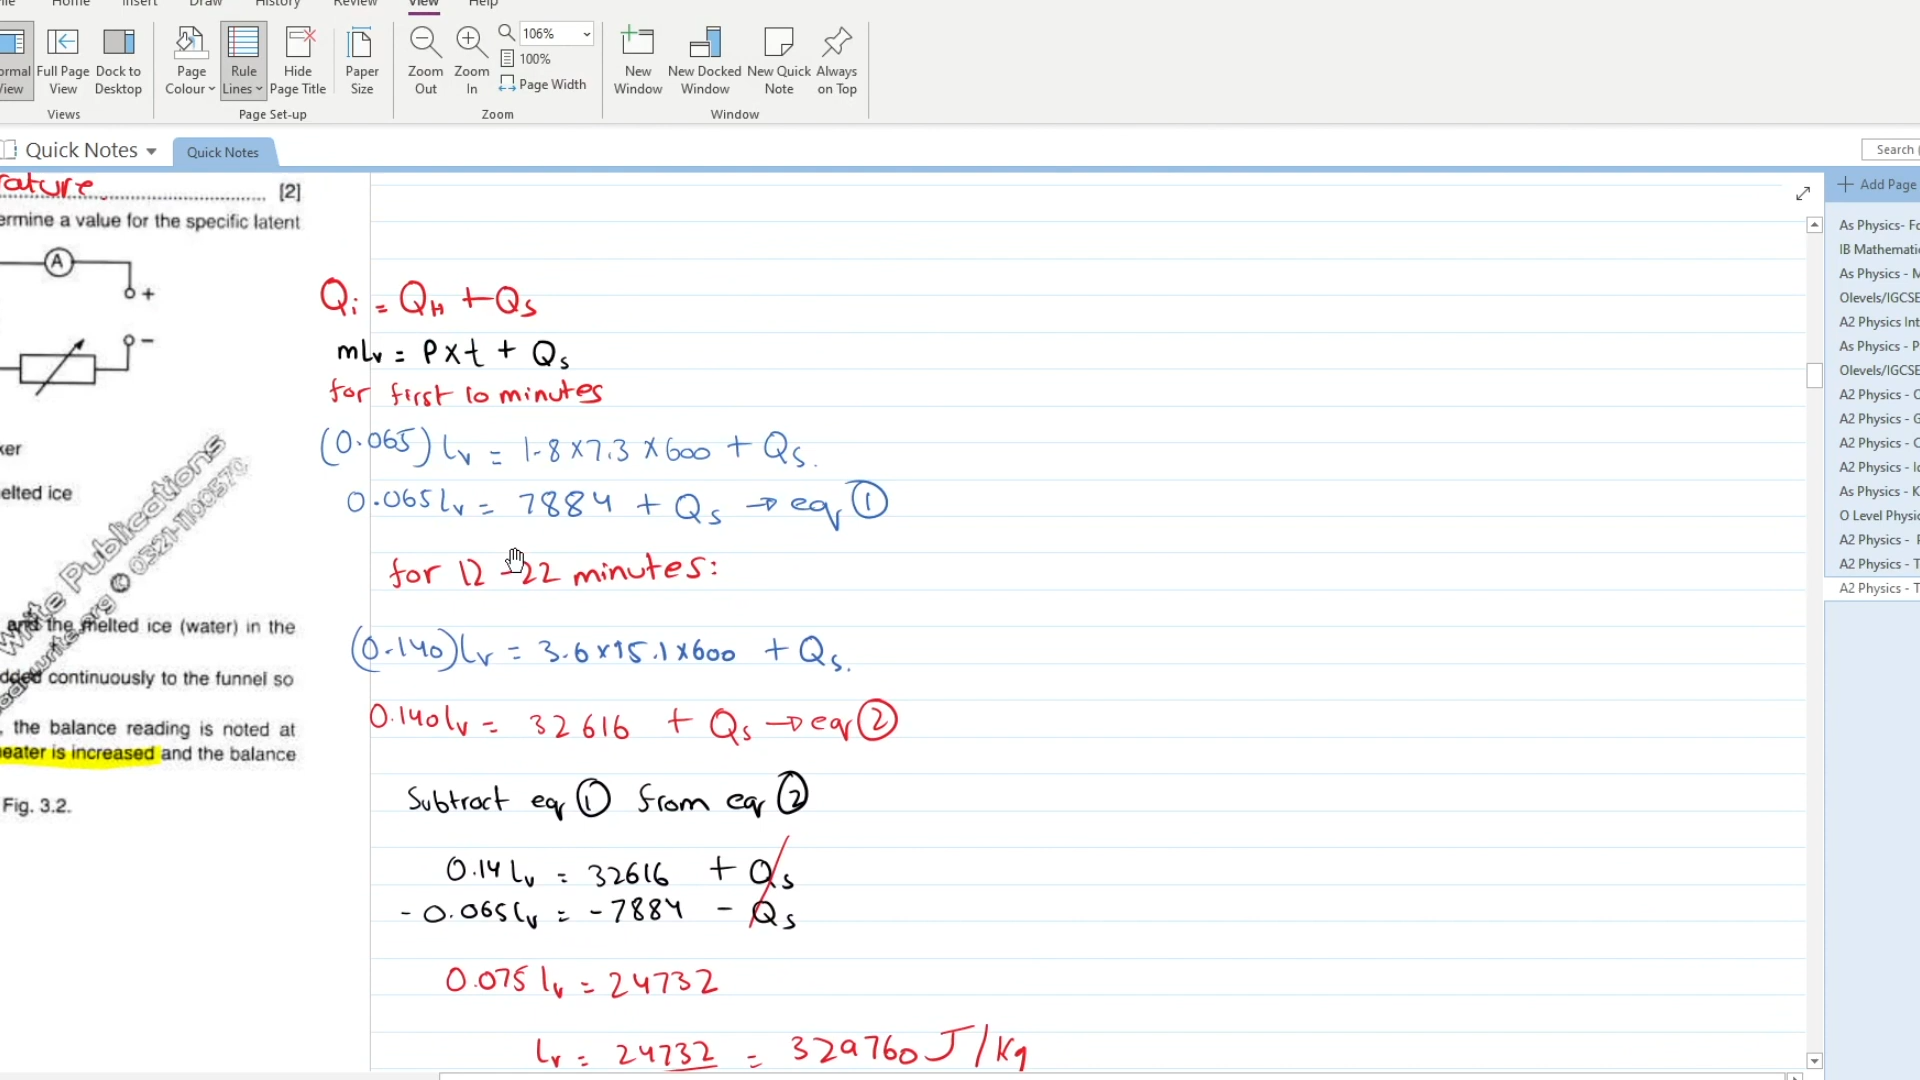 Home Insert Draw History Review View Help
106%
100%
Page Width
Full Page View
Dock to Desktop
Page Colour
Rule Lines
Hide Page Title
Paper Size
Zoom Out
Zoom In
New Window
New Docked Window
New Quick Note
Always on Top
Views
Page Set-up
Zoom
Window
Quick Notes
Quick Notes
Search
Add Page
As Physics- Fo
IB Mathematic
As Physics - M
Olevels/IGCSE
A2 Physics Int
As Physics - P
Olevels/IGCSE
A2 Physics - C
A2 Physics - G
A2 Physics - C
A2 Physics - Id
As Physics - K
O Level Physic
A2 Physics - P
A2 Physics - T
A2 Physics - T
rature [2]
ermine a value for the specific latent
A
+
−
ker
elted ice
Write Publications
© 0321-1100570
and the melted ice (water) in the
dded continuously to the funnel so
, the balance reading is noted at
heater is increased and the balance
Fig. 3.2.
Qi = QH + Qs
mLv = P x t + Qs
for first 10 minutes
(0.065) Lv = 1.8 x 7.3 x 600 + Qs.
0.065 Lv = 7884 + Qs → eq ①
for 12 - 22 minutes:
(0.140) Lv = 3.6 x 15.1 x 600 + Qs.
0.140 Lv = 32616 + Qs → eq ②
Subtract eq ① from eq ②
0.14 Lv = 32616 + Qs
- 0.065 Lv = - 7884 - Qs
0.075 Lv = 24732
Lv = 24732 = 329760 J/Kg